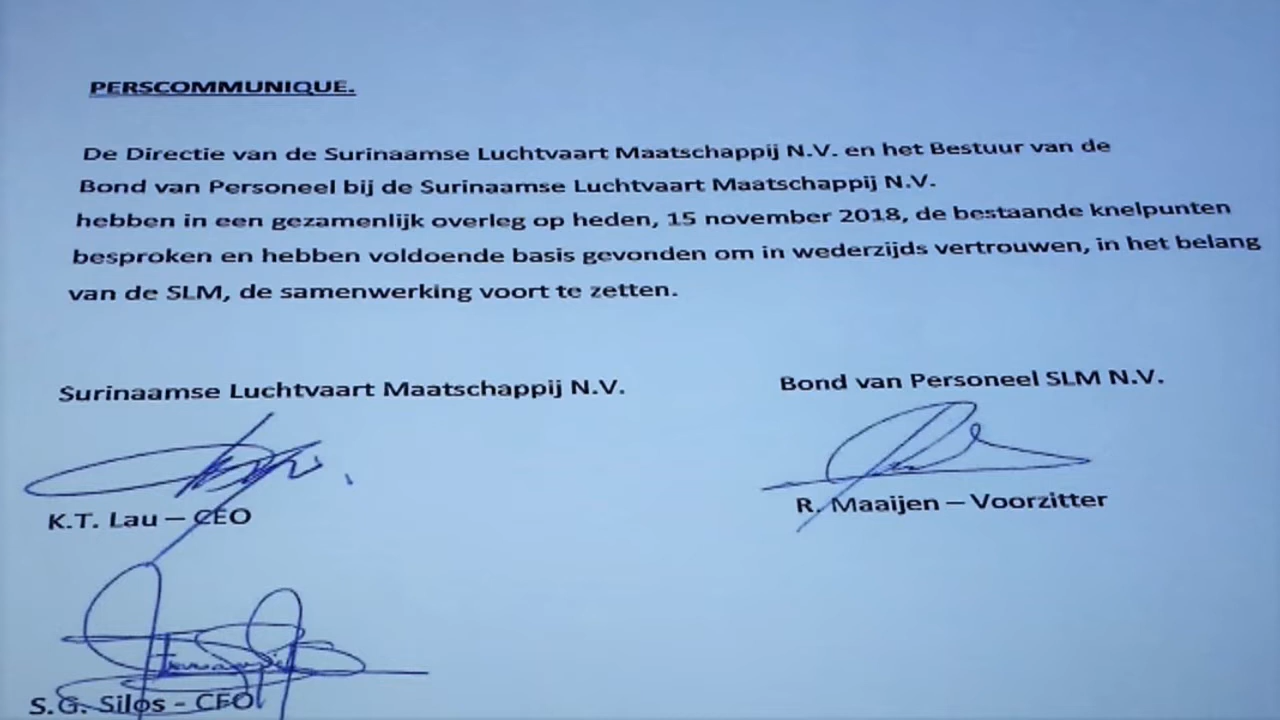 PERSCOMMUNIQUE.
De Directie van de Surinaamse Luchtvaart Maatschappij N.V. en het Bestuur van de
Bond van Personeel bij de Surinaamse Luchtvaart Maatschappij N.V.
hebben in een gezamenlijk overleg op heden, 15 november 2018, de bestaande knelpunten
besproken en hebben voldoende basis gevonden om in wederzijds vertrouwen, in het belang
van de SLM, de samenwerking voort te zetten.
Surinaamse Luchtvaart Maatschappij N.V.
Bond van Personeel SLM N.V.
K.T. Lau – CEO
R. Maaijen – Voorzitter
S.G. Silos - CFO